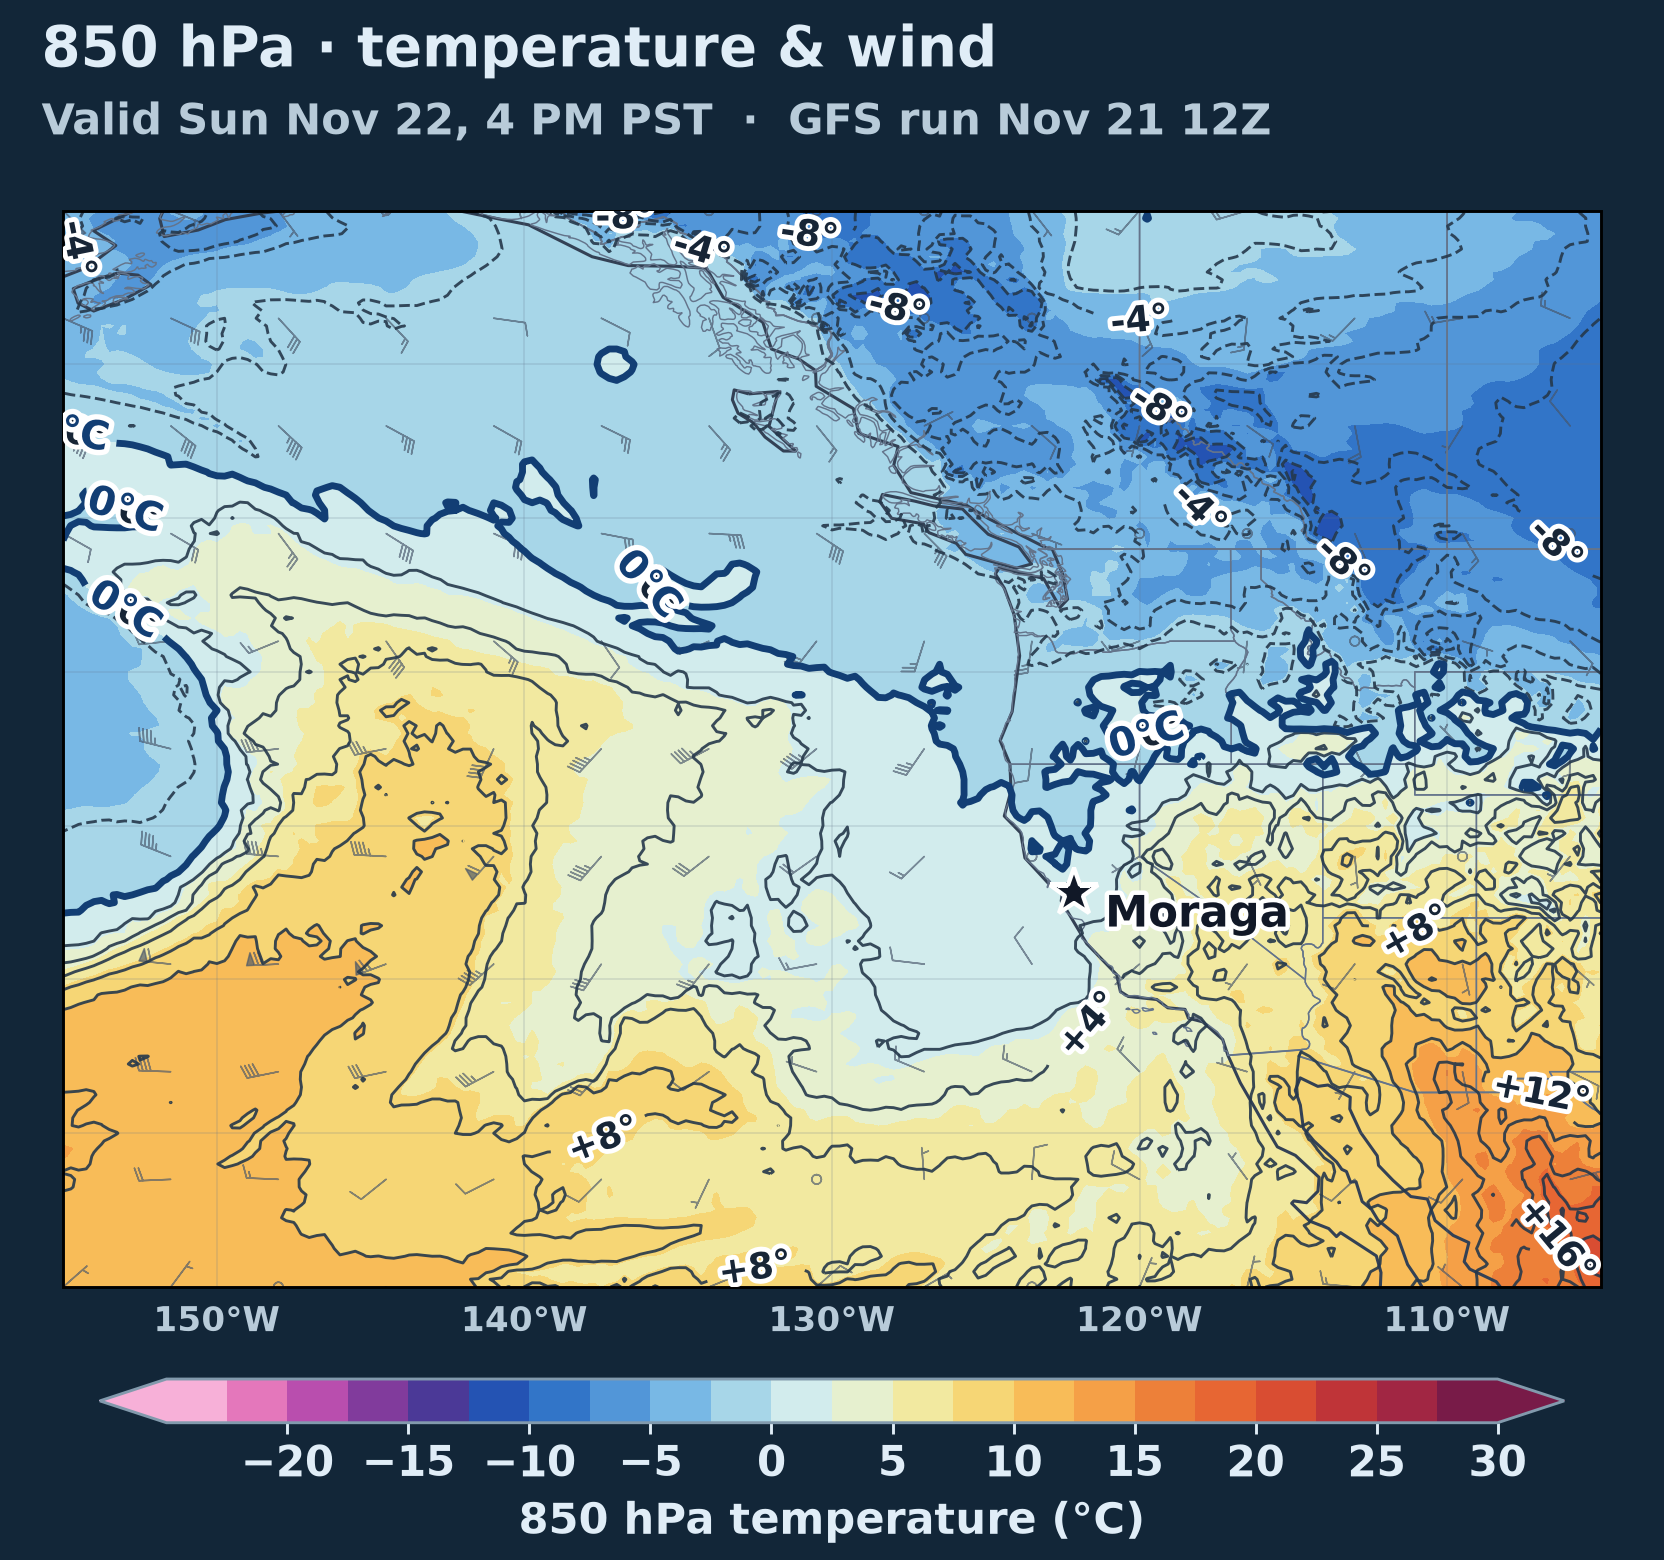 850 hPa · temperature & wind
Valid Sun Nov 22, 4 PM PST · GFS run Nov 21 12Z
-8°
-4°
-4°
-8°
-8°
-4°
-8°
°C
0°C
-4°
-8°
-8°
0°C
0°C
0°C
Moraga
+8°
+4°
+12°
+8°
+16°
+8°
150°W 140°W 130°W 120°W 110°W
−20 −15 −10 −5 0 5 10 15 20 25 30
850 hPa temperature (°C)